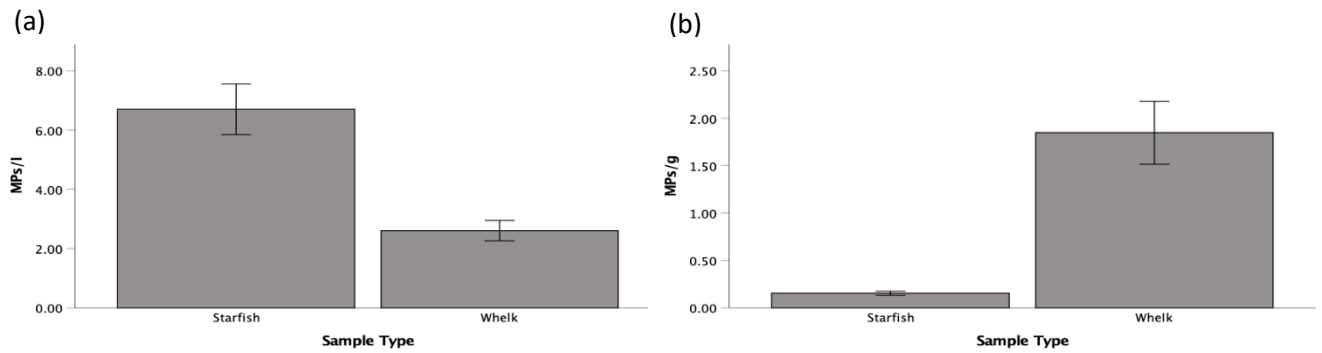 (a)
MPs/l
8.00
6.00
4.00
2.00
0.00
Starfish
Whelk
Sample Type
(b)
MPs/g
2.50
2.00
1.50
1.00
0.50
0.00
Starfish
Whelk
Sample Type